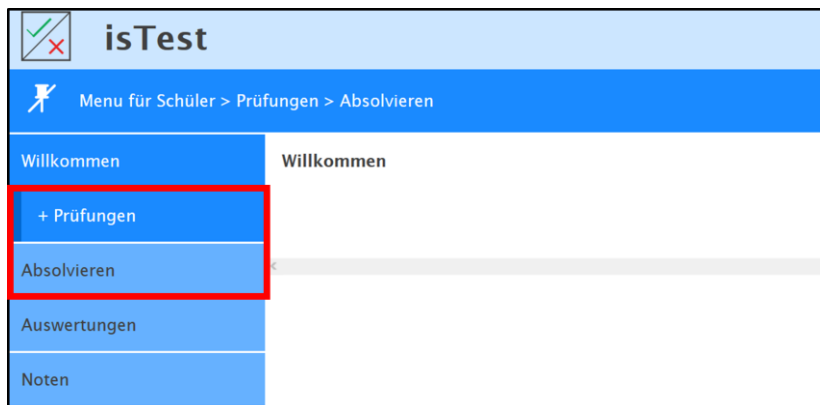 isTest
Menu für Schüler > Prüfungen > Absolvieren
Willkommen
Willkommen
+ Prüfungen
Absolvieren
Auswertungen
Noten